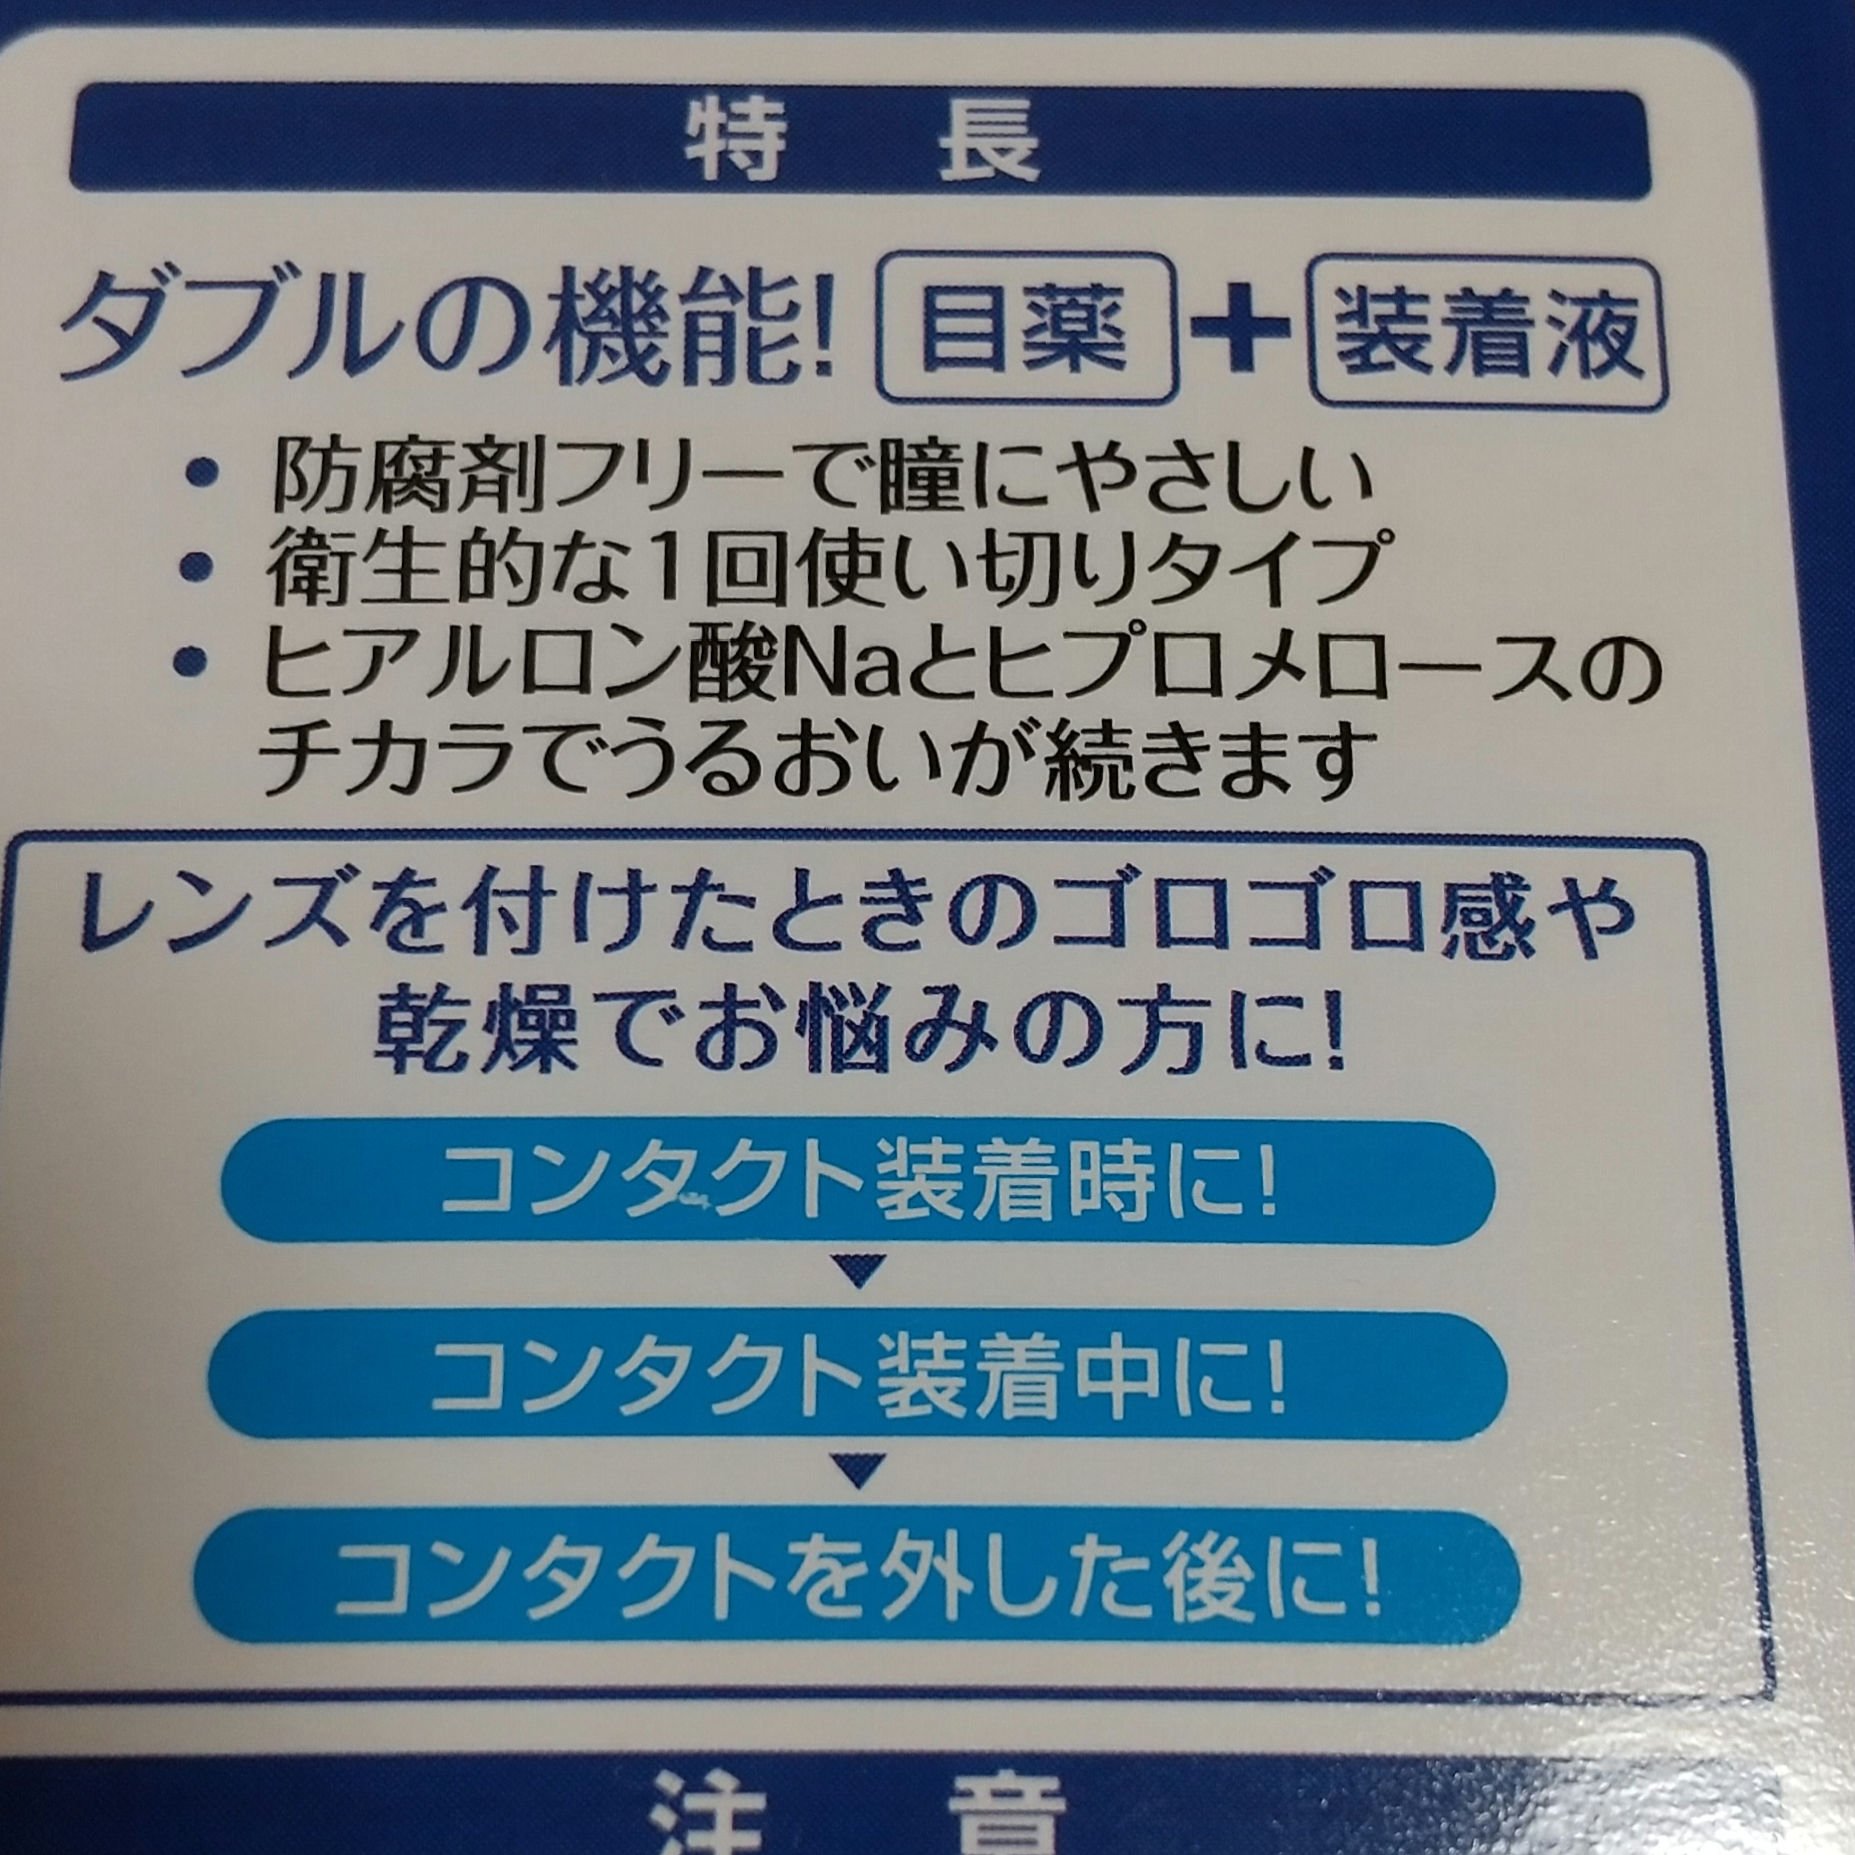 特長
ダブルの機能! 目薬+装着液
• 防腐剤フリーで瞳にやさしい
• 衛生的な1回使い切りタイプ
• ヒアルロン酸Naとヒプロメロースの
チカラでうるおいが続きます
レンズを付けたときのゴロゴロ感や
乾燥でお悩みの方に!
コンタクト装着時に!
コンタクト装着中に!
コンタクトを外した後に!
注